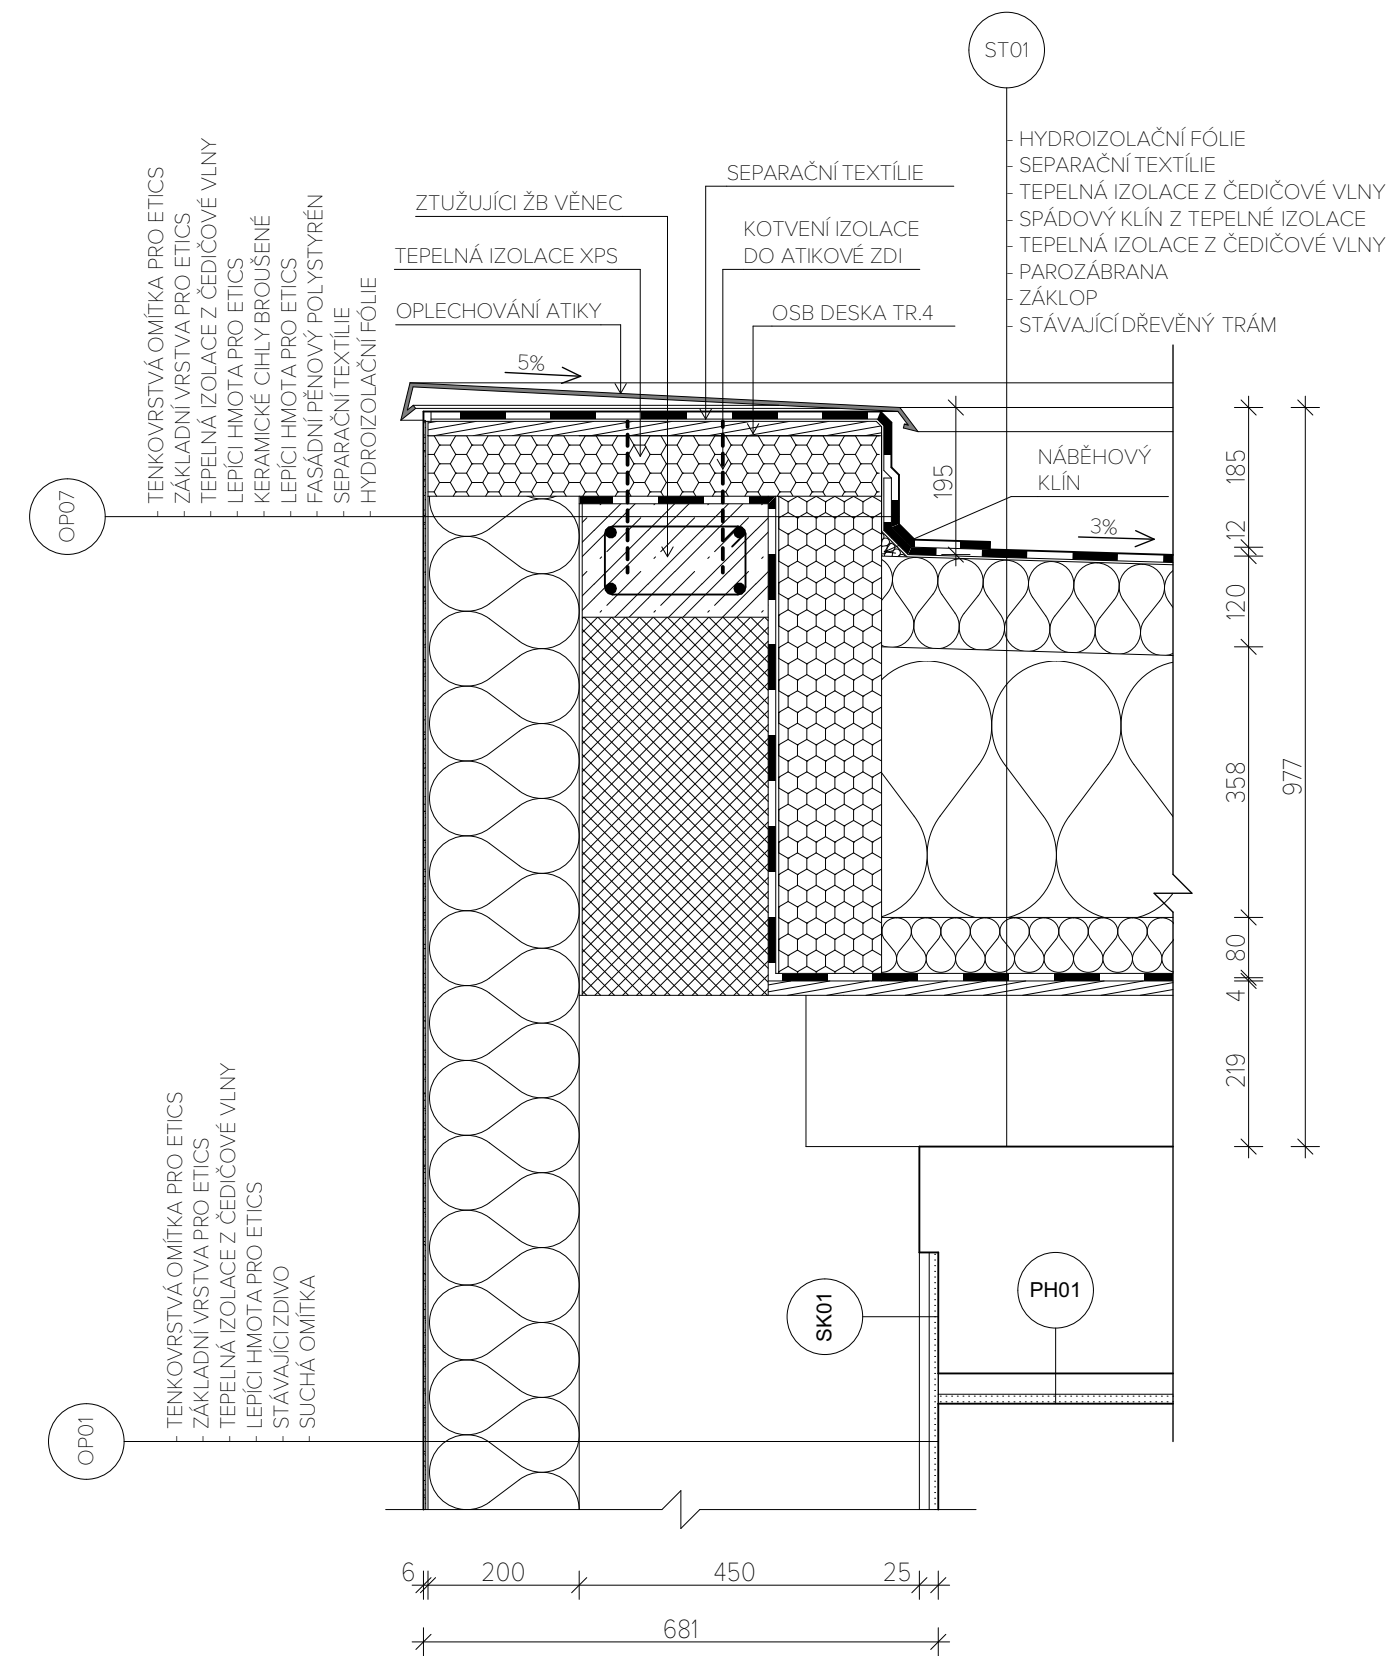 ST01
HYDROIZOLAČNÍ FÓLIE
SEPARAČNÍ TEXTÍLIE
TEPELNÁ IZOLACE Z ČEDIČOVÉ VLNY
SPÁDOVÝ KLÍN Z TEPELNÉ IZOLACE
TEPELNÁ IZOLACE Z ČEDIČOVÉ VLNY
PAROZÁBRANA
ZÁKLOP
STÁVAJÍCÍ DŘEVĚNÝ TRÁM
SEPARAČNÍ TEXTÍLIE
ZTUŽUJÍCI ŽB VĚNEC
KOTVENÍ IZOLACE
DO ATIKOVÉ ZDI
TEPELNÁ IZOLACE XPS
OPLECHOVÁNÍ ATIKY
OSB DESKA TR.4
5%
OP07
TENKOVRSTVÁ OMÍTKA PRO ETICS
ZÁKLADNÍ VRSTVA PRO ETICS
TEPELNÁ IZOLACE Z ČEDIČOVÉ VLNY
LEPÍCI HMOTA PRO ETICS
KERAMICKÉ CIHLY BROUŠENÉ
LEPÍCI HMOTA PRO ETICS
FASÁDNÍ PĚNOVÝ POLYSTYRÉN
SEPARAČNÍ TEXTÍLIE
HYDROIZOLAČNÍ FÓLIE
195
NÁBĚHOVÝ
KLÍN
3%
185
12
120
358
80
4
219
977
OP01
TENKOVRSTVÁ OMÍTKA PRO ETICS
ZÁKLADNÍ VRSTVA PRO ETICS
TEPELNÁ IZOLACE Z ČEDIČOVÉ VLNY
LEPÍCI HMOTA PRO ETICS
STÁVAJÍCÍ ZDIVO
SUCHÁ OMÍTKA
SK01
PH01
6
200
450
25
681